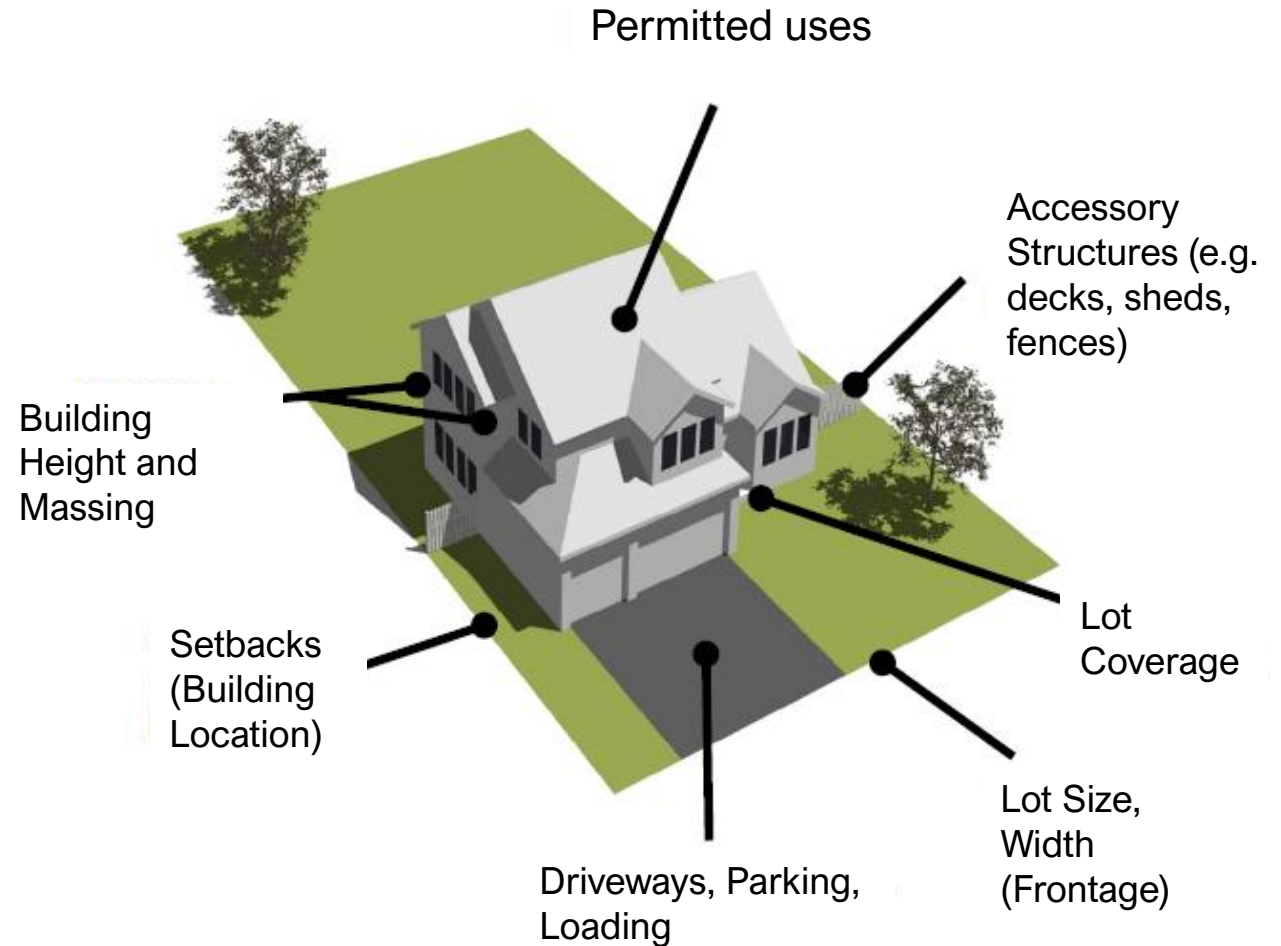 Permitted uses
Accessory
Structures (e.g.
decks, sheds,
fences)
Building
Height and
Massing
Lot
Coverage
Setbacks
(Building
Location)
Lot Size,
Width
(Frontage)
Driveways, Parking,
Loading